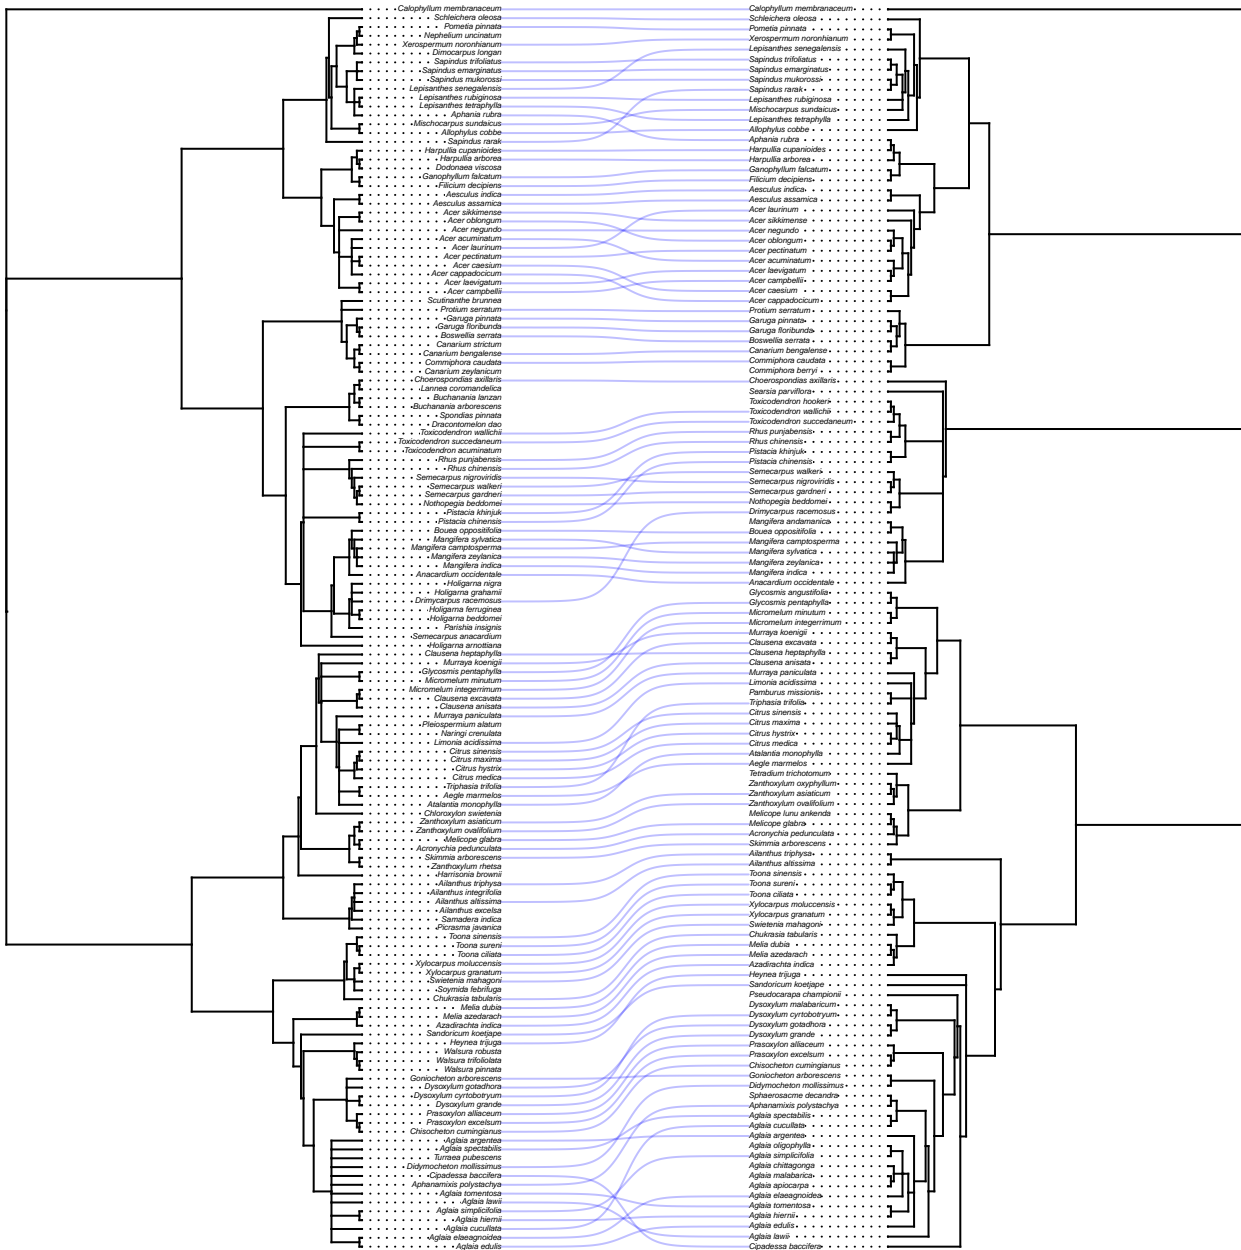 Calophyllum membranaceum
Schleichera oleosa
Pometia pinnata
Nephelium uncinatum
Xerospermum noronhianum
Dimocarpus longan
Sapindus trifoliatus
Sapindus emarginatus
Sapindus mukorossi
Lepisanthes senegalensis
Lepisanthes rubiginosa
Lepisanthes tetraphylla
Aphania rubra
Mischocarpus sundaicus
Allophylus cobbe
Sapindus rarak
Harpullia cupanioides
Harpullia arborea
Dodonaea viscosa
Ganophyllum falcatum
Filicium decipiens
Aesculus indica
Aesculus assamica
Acer sikkimense
Acer oblongum
Acer negundo
Acer acuminatum
Acer laurinum
Acer pectinatum
Acer caesium
Acer cappadocicum
Acer laevigatum
Acer campbellii
Scutinanthe brunnea
Protium serratum
Garuga pinnata
Garuga floribunda
Boswellia serrata
Canarium strictum
Canarium bengalense
Commiphora caudata
Canarium zeylanicum
Choerospondias axillaris
Lannea coromandelica
Buchanania lanzan
Buchanania arborescens
Spondias pinnata
Dracontomelon dao
Toxicodendron wallichii
Toxicodendron succedaneum
Toxicodendron acuminatum
Rhus punjabensis
Rhus chinensis
Semecarpus nigroviridis
Semecarpus walkeri
Semecarpus gardneri
Nothopegia beddomei
Pistacia khinjuk
Pistacia chinensis
Bouea oppositifolia
Mangifera sylvatica
Mangifera camptosperma
Mangifera zeylanica
Mangifera indica
Anacardium occidentale
Holigarna nigra
Holigarna grahamii
Drimycarpus racemosus
Holigarna ferruginea
Holigarna beddomei
Parishia insignis
Semecarpus anacardium
Holigarna arnottiana
Clausena heptaphylla
Murraya koenigii
Glycosmis pentaphylla
Micromelum minutum
Micromelum integerrimum
Clausena excavata
Clausena anisata
Murraya paniculata
Pleiospermium alatum
Naringi crenulata
Limonia acidissima
Citrus sinensis
Citrus maxima
Citrus hystrix
Citrus medica
Triphasia trifolia
Aegle marmelos
Atalantia monophylla
Chloroxylon swietenia
Zanthoxylum asiaticum
Zanthoxylum ovalifolium
Melicope glabra
Acronychia pedunculata
Skimmia arborescens
Zanthoxylum rhetsa
Harrisonia brownii
Ailanthus triphysa
Ailanthus integrifolia
Ailanthus altissima
Ailanthus excelsa
Samadera indica
Picrasma javanica
Toona sinensis
Toona sureni
Toona ciliata
Xylocarpus moluccensis
Xylocarpus granatum
Swietenia mahagoni
Soymida febrifuga
Chukrasia tabularis
Melia dubia
Melia azedarach
Azadirachta indica
Sandoricum koetjape
Heynea trijuga
Walsura robusta
Walsura trifoliolata
Walsura pinnata
Goniocheton arborescens
Dysoxylum gotadhora
Dysoxylum cyrtobotryum
Dysoxylum grande
Prasoxylon alliaceum
Prasoxylon excelsum
Chisocheton cumingianus
Aglaia argentea
Aglaia spectabilis
Turraea pubescens
Didymocheton mollissimus
Cipadessa baccifera
Aphanamixis polystachya
Aglaia tomentosa
Aglaia lawii
Aglaia simplicifolia
Aglaia hiernii
Aglaia cucullata
Aglaia elaeagnoidea
Aglaia edulis
Calophyllum membranaceum
Schleichera oleosa
Pometia pinnata
Xerospermum noronhianum
Lepisanthes senegalensis
Sapindus trifoliatus
Sapindus emarginatus
Sapindus mukorossi
Sapindus rarak
Lepisanthes rubiginosa
Mischocarpus sundaicus
Lepisanthes tetraphylla
Allophylus cobbe
Aphania rubra
Harpullia cupanioides
Harpullia arborea
Ganophyllum falcatum
Filicium decipiens
Aesculus indica
Aesculus assamica
Acer laurinum
Acer sikkimense
Acer negundo
Acer oblongum
Acer pectinatum
Acer acuminatum
Acer laevigatum
Acer campbellii
Acer caesium
Acer cappadocicum
Protium serratum
Garuga pinnata
Garuga floribunda
Boswellia serrata
Canarium bengalense
Commiphora caudata
Commiphora berryi
Choerospondias axillaris
Searsia parviflora
Toxicodendron hookeri
Toxicodendron wallichii
Toxicodendron succedaneum
Rhus punjabensis
Rhus chinensis
Pistacia khinjuk
Pistacia chinensis
Semecarpus walkeri
Semecarpus nigroviridis
Semecarpus gardneri
Nothopegia beddomei
Drimycarpus racemosus
Mangifera andamanica
Bouea oppositifolia
Mangifera camptosperma
Mangifera sylvatica
Mangifera zeylanica
Mangifera indica
Anacardium occidentale
Glycosmis angustifolia
Glycosmis pentaphylla
Micromelum minutum
Micromelum integerrimum
Murraya koenigii
Clausena excavata
Clausena heptaphylla
Clausena anisata
Murraya paniculata
Limonia acidissima
Pamburus missionis
Triphasia trifolia
Citrus sinensis
Citrus maxima
Citrus hystrix
Citrus medica
Atalantia monophylla
Aegle marmelos
Tetradium trichotomum
Zanthoxylum oxyphyllum
Zanthoxylum asiaticum
Zanthoxylum ovalifolium
Melicope lunu ankenda
Melicope glabra
Acronychia pedunculata
Skimmia arborescens
Ailanthus triphysa
Ailanthus altissima
Toona sinensis
Toona sureni
Toona ciliata
Xylocarpus moluccensis
Xylocarpus granatum
Swietenia mahagoni
Chukrasia tabularis
Melia dubia
Melia azedarach
Azadirachta indica
Heynea trijuga
Sandoricum koetjape
Pseudocarapa championii
Dysoxylum malabaricum
Dysoxylum cyrtobotryum
Dysoxylum gotadhora
Dysoxylum grande
Prasoxylon alliaceum
Prasoxylon excelsum
Chisocheton cumingianus
Goniocheton arborescens
Didymocheton mollissimus
Sphaerosacme decandra
Aphanamixis polystachya
Aglaia spectabilis
Aglaia cucullata
Aglaia argentea
Aglaia oligophylla
Aglaia simplicifolia
Aglaia chittagonga
Aglaia malabarica
Aglaia apiocarpa
Aglaia elaeagnoidea
Aglaia tomentosa
Aglaia hiernii
Aglaia edulis
Aglaia lawii
Cipadessa baccifera